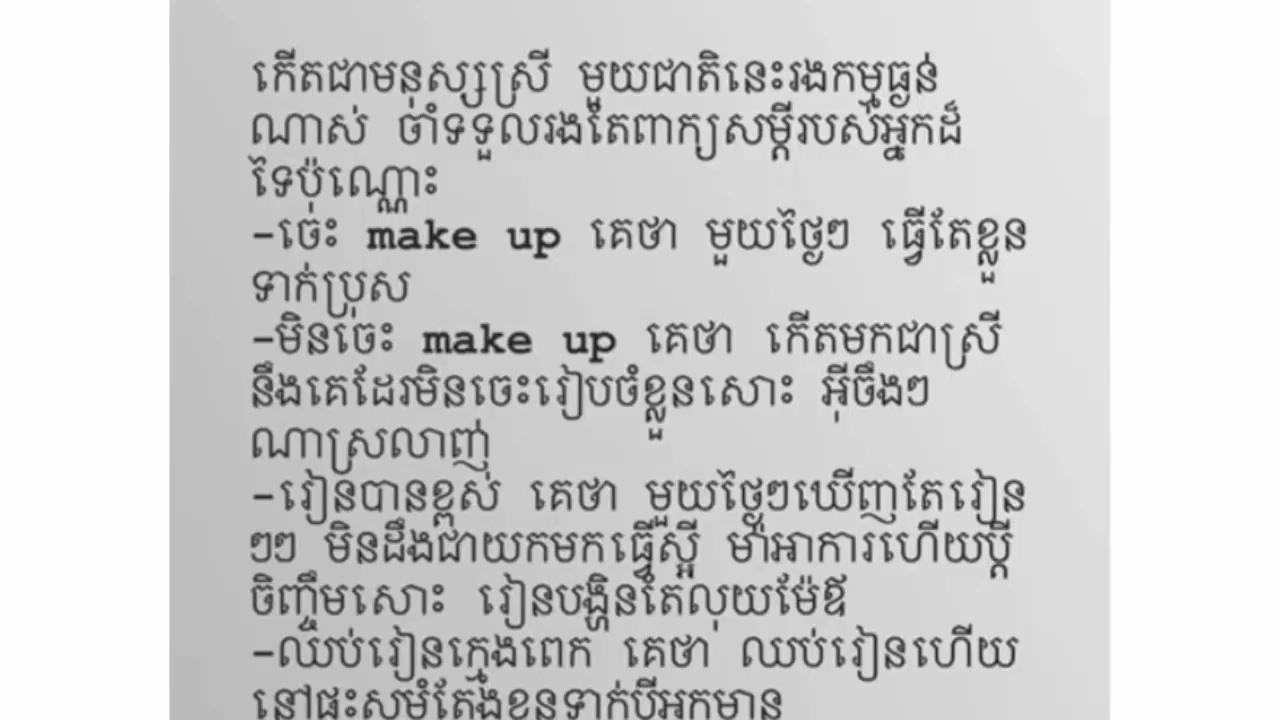 កើតជាមនុស្សស្រី មួយជាតិនេះរងកម្មធ្ងន់
ណាស់ ចាំទទួលរងតែពាក្យសម្ដីរបស់អ្នកដ៏
ទៃប៉ុណ្ណោះ
-ចេះ make up គេថា មួយថ្ងៃៗ ធ្វើតែខ្លួន
ទាក់ប្រុស
-មិនចេះ make up គេថា កើតមកជាស្រី
នឹងគេដែរមិនចេះរៀបចំខ្លួនសោះ អ៊ីចឹងៗ
ណាស្រលាញ់
-រៀនបានខ្ពស់ គេថា មួយថ្ងៃៗឃើញតែរៀន
ៗៗ មិនដឹងជាយកមកធ្វើស្អី ម៉ាអាការហើយប្ដី
ចិញ្ចឹមសោះ រៀនបង្ហិនតែលុយម៉ែឪ
-ឈប់រៀនក្មេងពេក គេថា ឈប់រៀនហើយ
នៅផ្ទះសម្ងំតែងខ្លួនទាក់ប្ដីអ្នកមាន